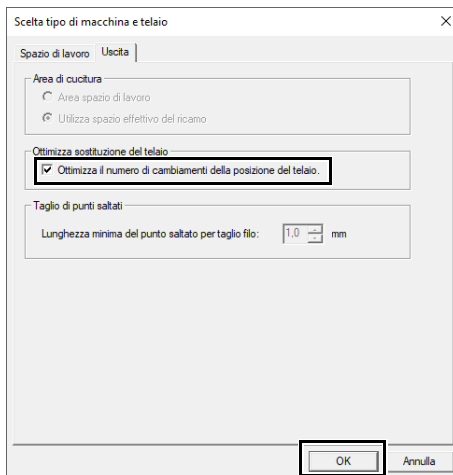 Scelta tipo di macchina e telaio
Spazio di lavoro Uscita
Area di cucitura
Area spazio di lavoro
Utilizza spazio effettivo del ricamo
Ottimizza sostituzione del telaio
Ottimizza il numero di cambiamenti della posizione del telaio.
Taglio di punti saltati
Lunghezza minima del punto saltato per taglio filo: 1,0 mm
OK Annulla